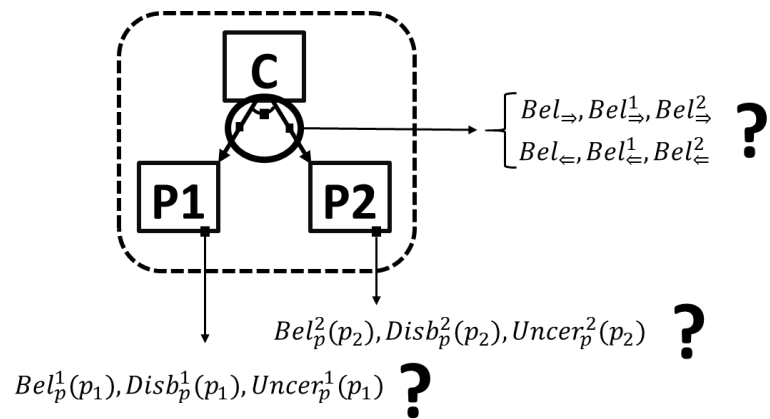 C
P1 P2
Bel⇒, Bel¹⇒, Bel²⇒ ?
Bel⇐, Bel¹⇐, Bel²⇐
Bel²ₚ(p₂), Disb²ₚ(p₂), Uncer²ₚ(p₂) ?
Bel¹ₚ(p₁), Disb¹ₚ(p₁), Uncer¹ₚ(p₁) ?